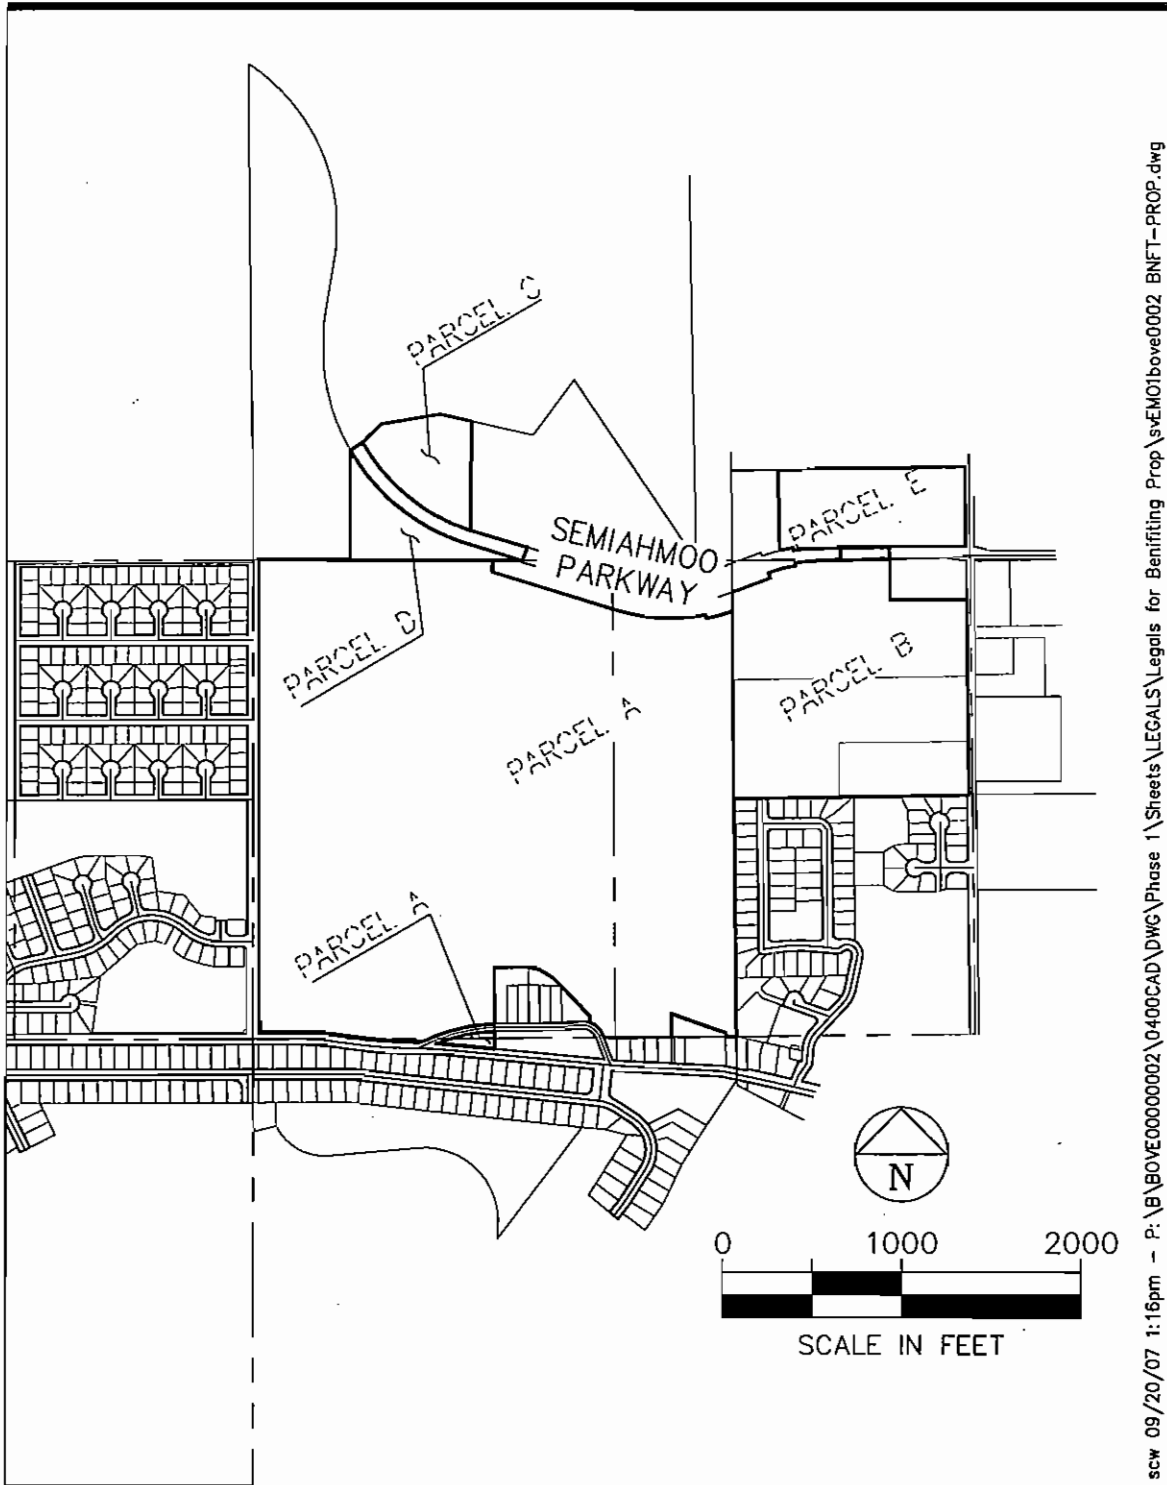 PARCEL C
SEMIAHMOO
PARKWAY
PARCEL E
PARCEL D
PARCEL A
PARCEL B
PARCEL A
N
0 1000 2000
SCALE IN FEET
scw 09/20/07 1:16pm - P:\B\BOVE00000002\0400CAD\DWG\Phase 1\Sheets\LEGALS\Legals for Benifiting Prop\svEM01bove0002 BNFT-PROP.dwg